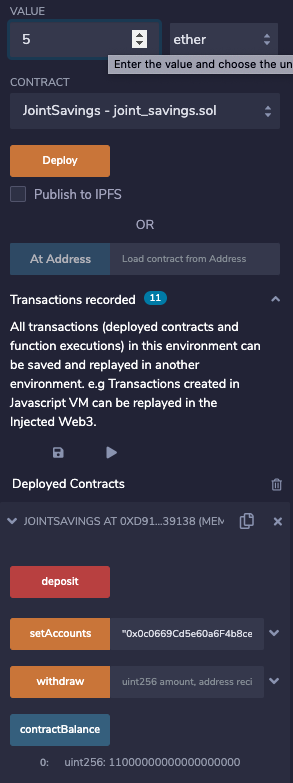 VALUE
5
ether
Enter the value and choose the un
CONTRACT
JointSavings - joint_savings.sol
Deploy
Publish to IPFS
OR
At Address
Load contract from Address
Transactions recorded 11
All transactions (deployed contracts and
function executions) in this environment can
be saved and replayed in another
environment. e.g Transactions created in
Javascript VM can be replayed in the
Injected Web3.
Deployed Contracts
JOINTSAVINGS AT 0XD91...39138 (MEM
deposit
setAccounts
"0x0c0669Cd5e60a6F4b8ce
withdraw
uint256 amount, address reci
contractBalance
0: uint256: 11000000000000000000